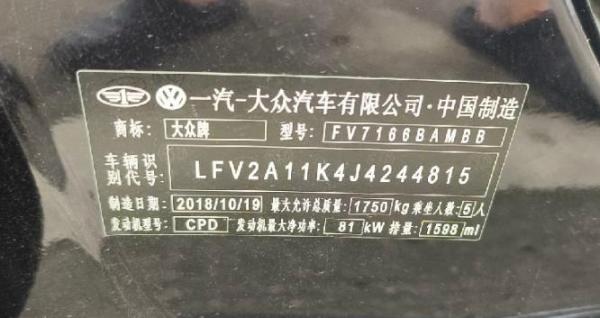 一汽-大众汽车有限公司·中国制造
商标: 大众牌 型号: FV7166BAMBB
车辆识别代号: LFV2A11K4J4244815
制造日期: 2018/10/19 最大允许总质量: 1750 kg 乘坐人数: 5 人
发动机型号: CPD 发动机最大净功率: 81 kW 排量: 1598 ml